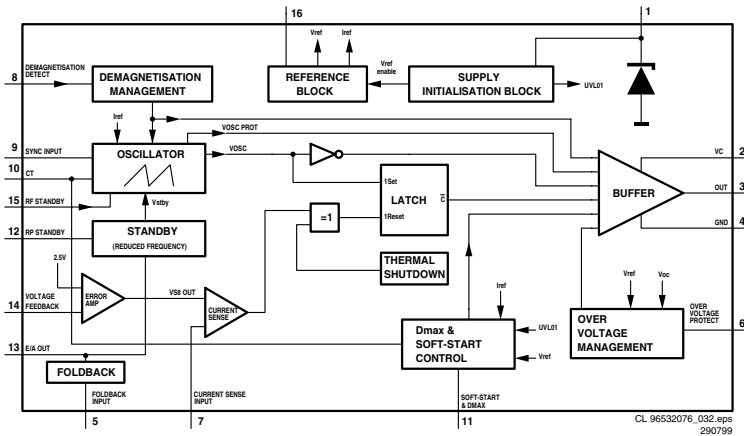 16
1
DEMAGNETISATION
DETECT
8
DEMAGNETISATION
MANAGEMENT
Vref
Iref
REFERENCE
BLOCK
Vref
enable
SUPPLY
INITIALISATION BLOCK
UVL01
Iref
VOSC PROT
9
SYNC INPUT
OSCILLATOR
VOSC
10
CT
15
RF STANDBY
Vstby
12
RP STANDBY
STANDBY
(REDUCED FREQUENCY)
=1
1Set
LATCH
C
1Reset
THERMAL
SHUTDOWN
BUFFER
2
VC
3
OUT
4
GND
2.5V
ERROR
AMP
14
VOLTAGE
FEEDBACK
VS8 OUT
CURRENT
SENSE
13
E/A OUT
FOLDBACK
Iref
Dmax &
SOFT-START
CONTROL
UVL01
Vref
Vref
Voc
OVER
VOLTAGE
MANAGEMENT
OVER
VOLTAGE
PROTECT
6
FOLDBACK
INPUT
5
CURRENT SENSE
INPUT
7
SOFT-START
& DMAX
11
CL 96532076_032.eps
290799